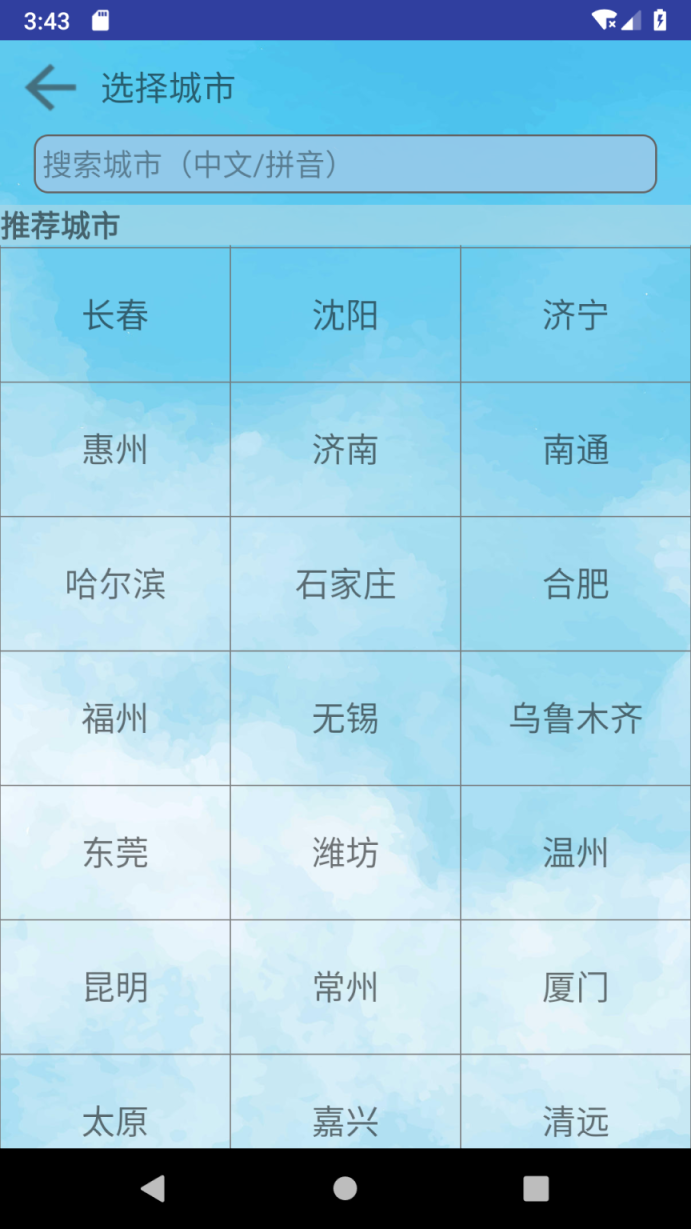 3:43
选择城市
搜索城市（中文/拼音）
推荐城市
长春 沈阳 济宁
惠州 济南 南通
哈尔滨 石家庄 合肥
福州 无锡 乌鲁木齐
东莞 潍坊 温州
昆明 常州 厦门
太原 嘉兴 清远